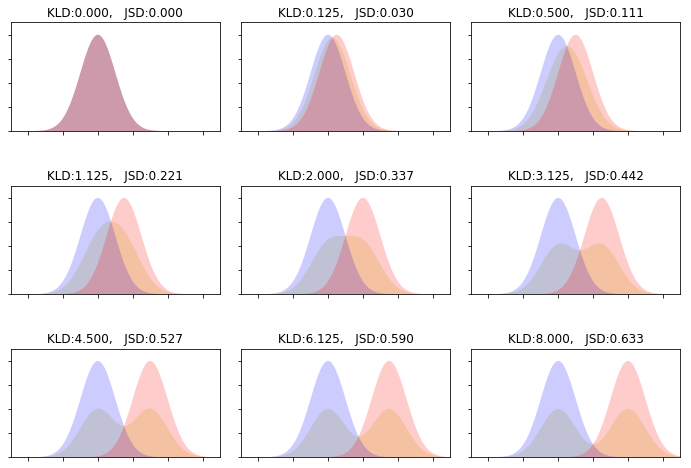 KLD:0.000,   JSD:0.000
KLD:0.125,   JSD:0.030
KLD:0.500,   JSD:0.111
KLD:1.125,   JSD:0.221
KLD:2.000,   JSD:0.337
KLD:3.125,   JSD:0.442
KLD:4.500,   JSD:0.527
KLD:6.125,   JSD:0.590
KLD:8.000,   JSD:0.633